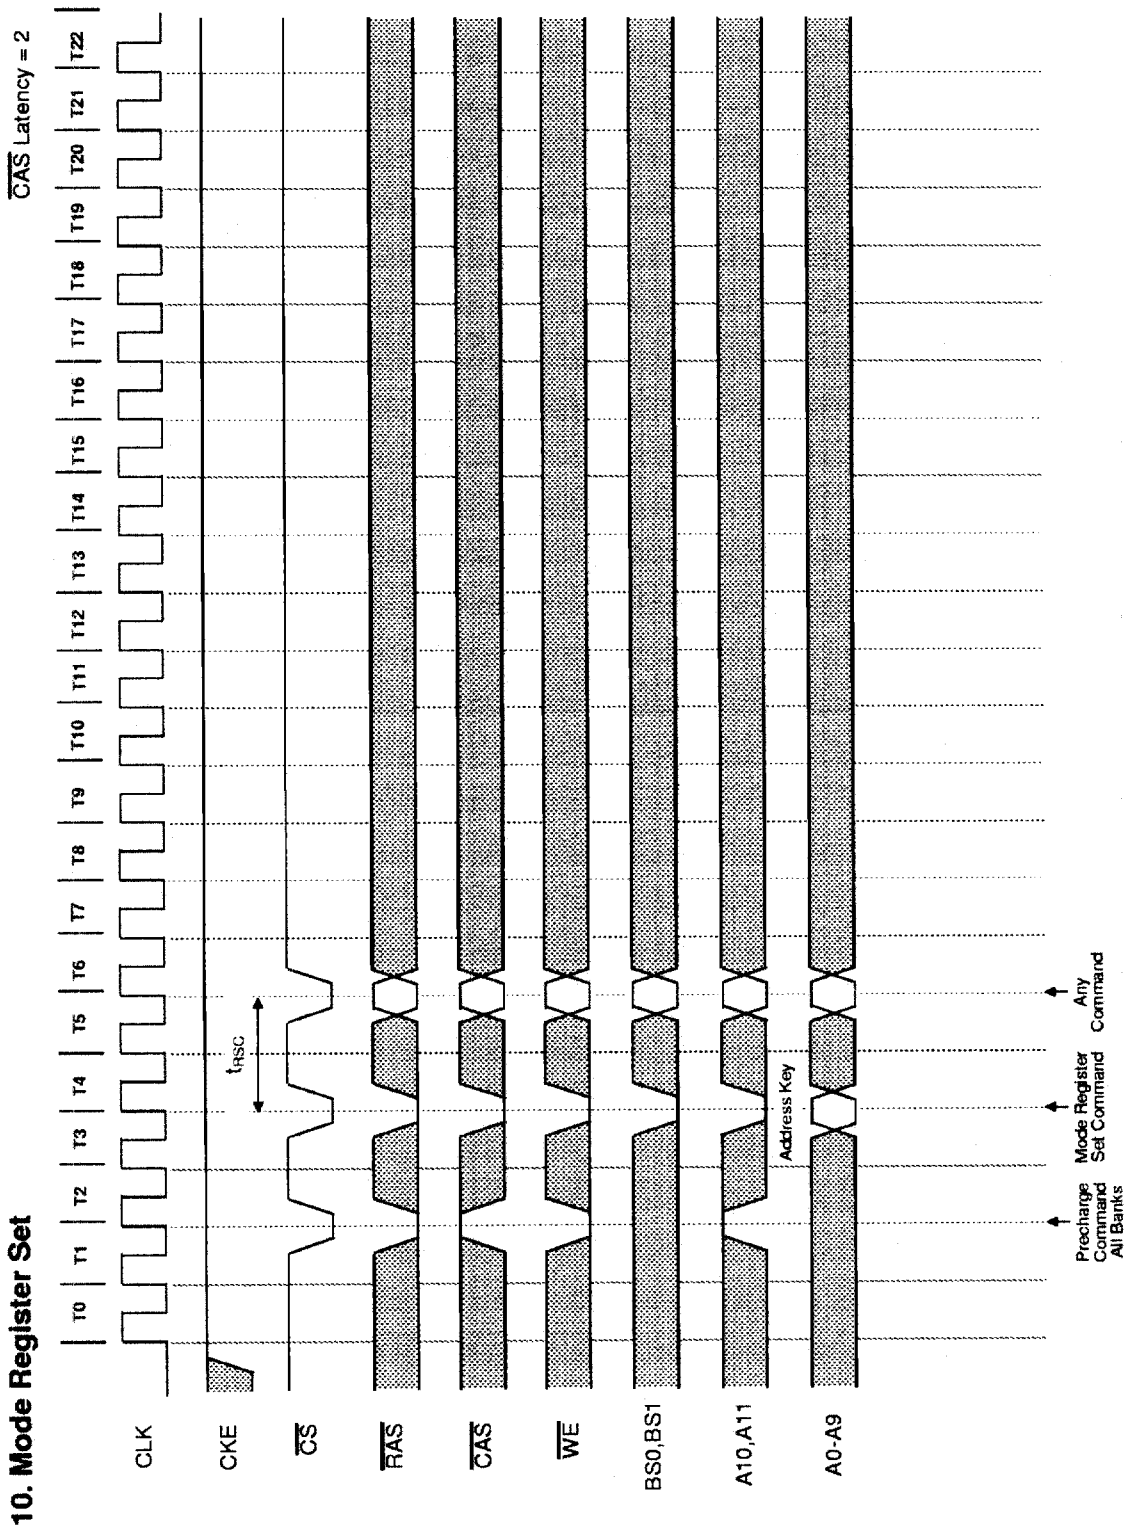 10. Mode Register Set
CAS Latency = 2
T0 T1 T2 T3 T4 T5 T6 T7 T8 T9 T10 T11 T12 T13 T14 T15 T16 T17 T18 T19 T20 T21 T22
CLK
CKE
tRSC
CS
RAS
CAS
WE
BS0,BS1
A10,A11
Address Key
A0-A9
Precharge
Command
All Banks
Mode Register
Set Command
Any
Command